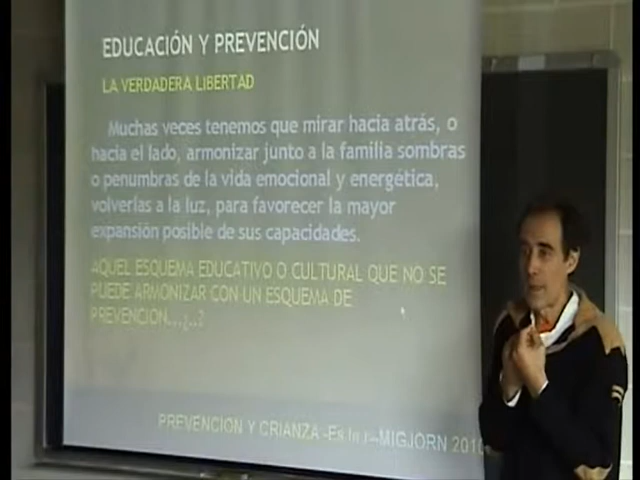 EDUCACIÓN Y PREVENCIÓN
LA VERDADERA LIBERTAD
Muchas veces tenemos que mirar hacia atrás, o
hacia el lado, armonizar junto a la familia sombras
o penumbras de la vida emocional y energética,
volverlas a la luz, para favorecer la mayor
expansión posible de sus capacidades.
AQUEL ESQUEMA EDUCATIVO O CULTURAL QUE NO SE
PUEDE ARMONIZAR CON UN ESQUEMA DE
PREVENCION...¿..?
PREVENCION Y CRIANZA MIGJORN 2010